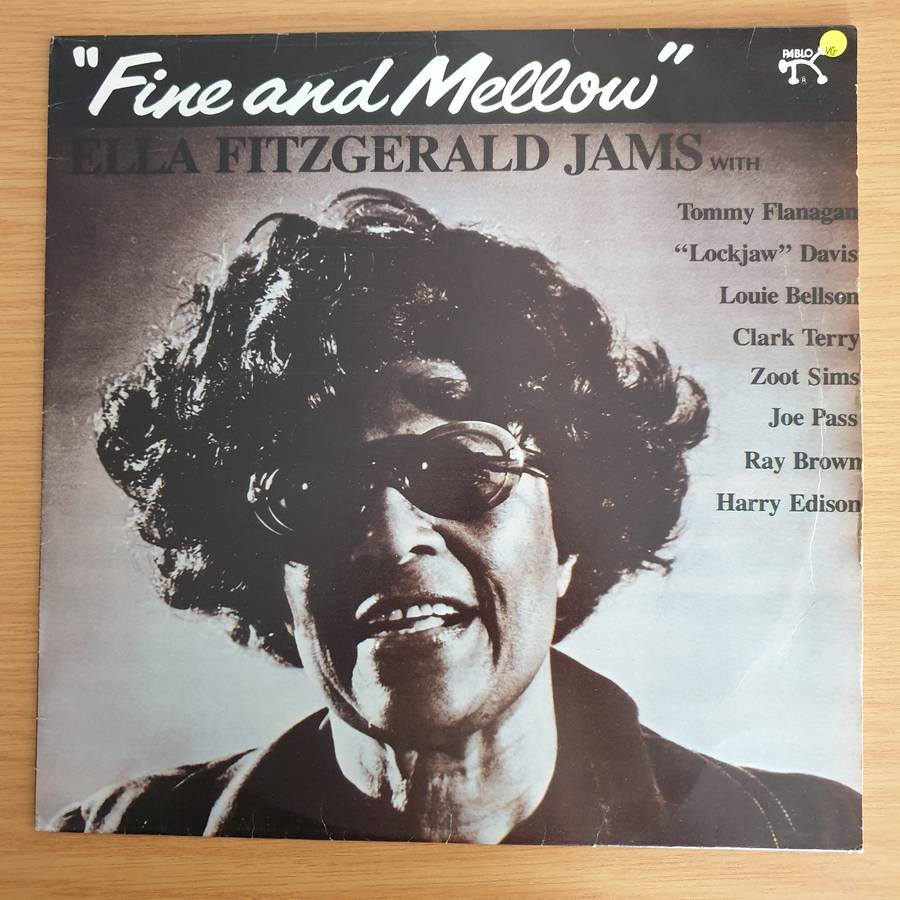 "Fine and Mellow"
PABLO
VG
ELLA FITZGERALD JAMS WITH
Tommy Flanagan
“Lockjaw” Davis
Louie Bellson
Clark Terry
Zoot Sims
Joe Pass
Ray Brown
Harry Edison